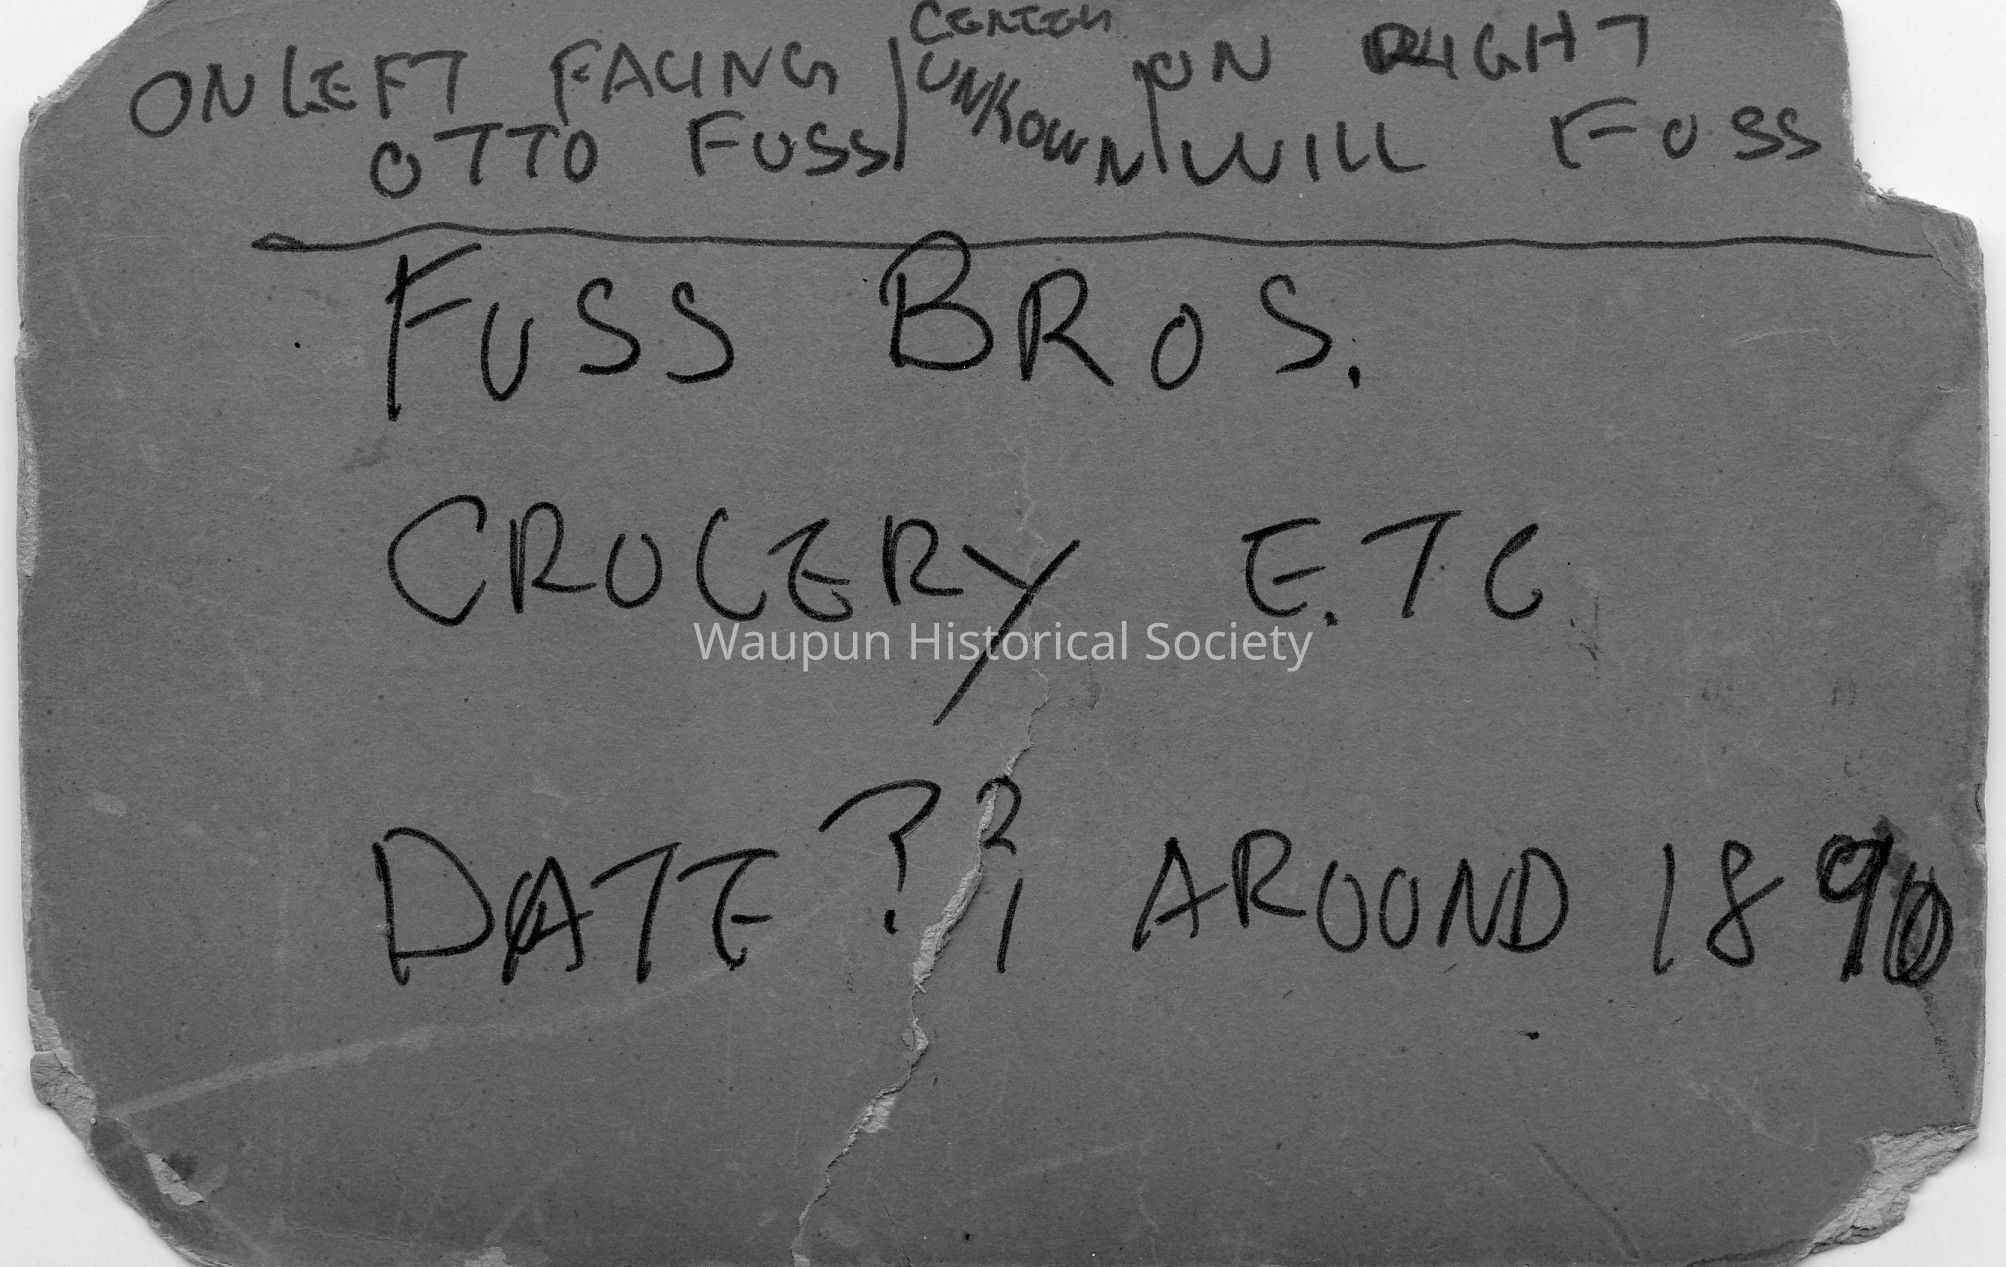 CENTER
ON LEFT FACING | UNKOWN | ON RIGHT
OTTO FUSS | WILL FUSS
FUSS BROS.
GROCERY E.TC
Waupun Historical Society
DATE ?? AROUND 1890